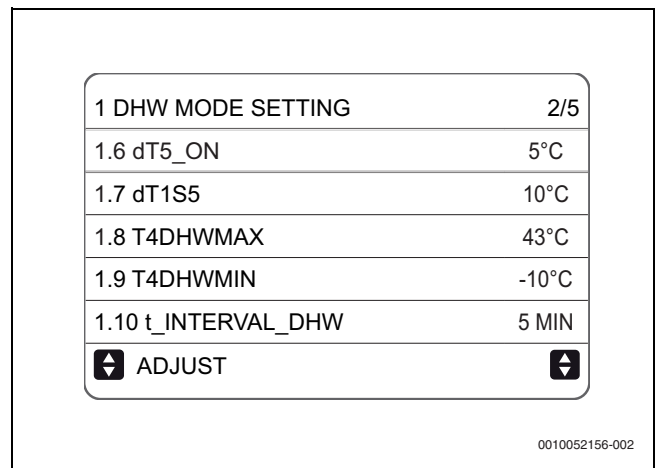 1 DHW MODE SETTING 2/5
1.6 dT5_ON 5°C
1.7 dT1S5 10°C
1.8 T4DHWMAX 43°C
1.9 T4DHWMIN -10°C
1.10 t_INTERVAL_DHW 5 MIN
ADJUST
0010052156-002